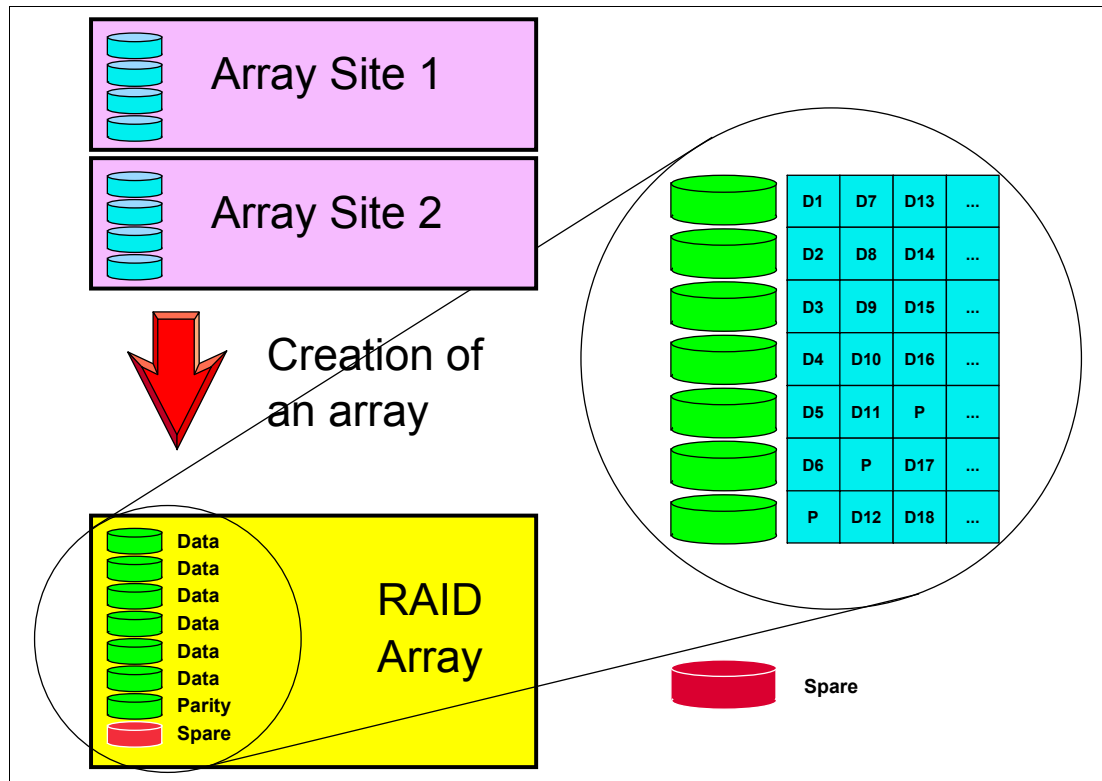 Array Site 1
Array Site 2
Creation of
an array
Data
Data
Data
Data
Data
Data
Parity
Spare
RAID
Array
D1 D7 D13 ...
D2 D8 D14 ...
D3 D9 D15 ...
D4 D10 D16 ...
D5 D11 P ...
D6 P D17 ...
P D12 D18 ...
Spare